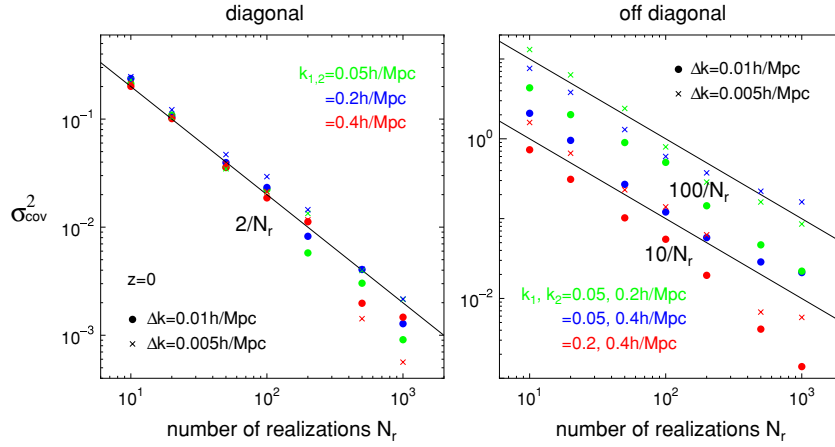 diagonal
off diagonal
k₁,₂=0.05h/Mpc
=0.2h/Mpc
=0.4h/Mpc
2/Nᵣ
z=0
Δk=0.01h/Mpc
Δk=0.005h/Mpc
σ²cov
10⁻¹
10⁻²
10⁻³
10¹
10²
10³
number of realizations Nᵣ
Δk=0.01h/Mpc
Δk=0.005h/Mpc
100/Nᵣ
10/Nᵣ
k₁, k₂=0.05, 0.2h/Mpc
=0.05, 0.4h/Mpc
=0.2, 0.4h/Mpc
10⁰
10⁻²
10¹
10²
10³
number of realizations Nᵣ